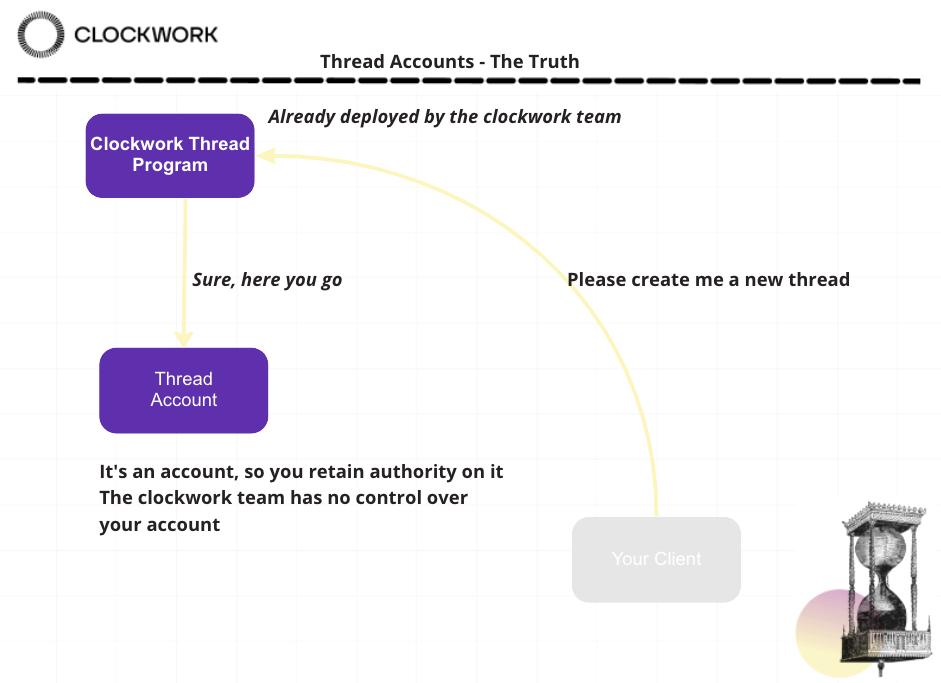 CLOCKWORK
Thread Accounts - The Truth
Already deployed by the clockwork team
Clockwork Thread
Program
Sure, here you go
Please create me a new thread
Thread
Account
It's an account, so you retain authority on it
The clockwork team has no control over
your account
Your Client